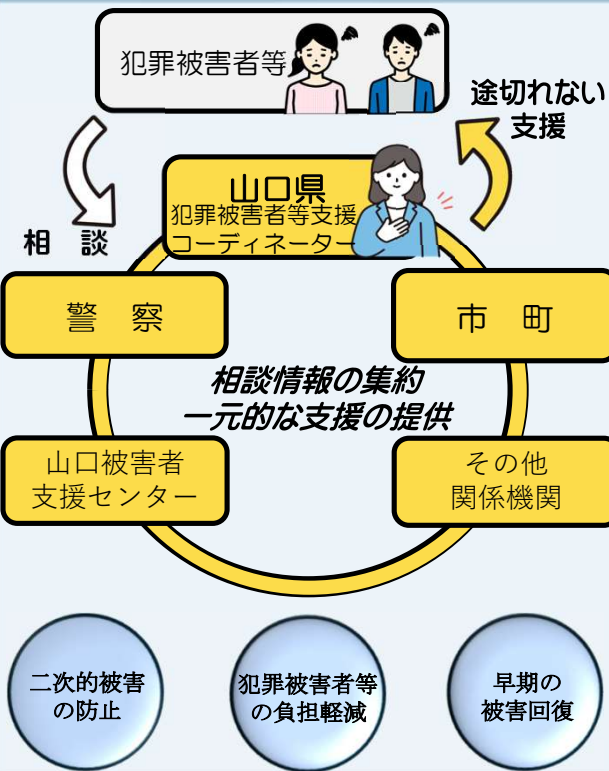 犯罪被害者等
途切れない
支援
山口県
犯罪被害者等支援
コーディネーター
相 談
警 察
市 町
相談情報の集約
一元的な支援の提供
山口被害者
支援センター
その他
関係機関
二次的被害
の防止
犯罪被害者等
の負担軽減
早期の
被害回復